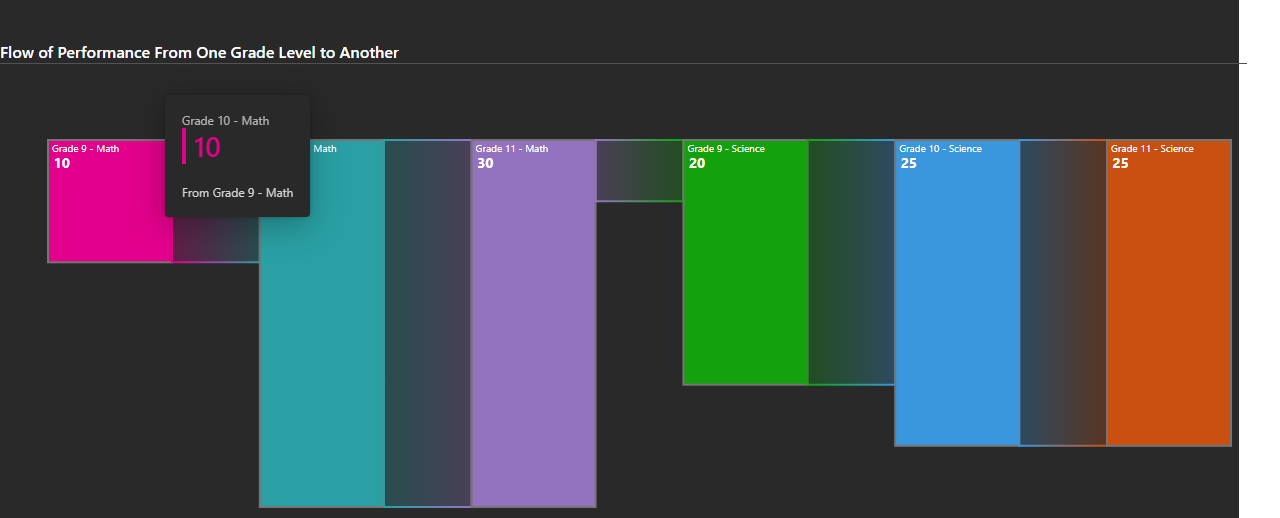 Flow of Performance From One Grade Level to Another
Grade 10 - Math
10
From Grade 9 - Math
Grade 9 - Math
10
Math
Grade 11 - Math
30
Grade 9 - Science
20
Grade 10 - Science
25
Grade 11 - Science
25